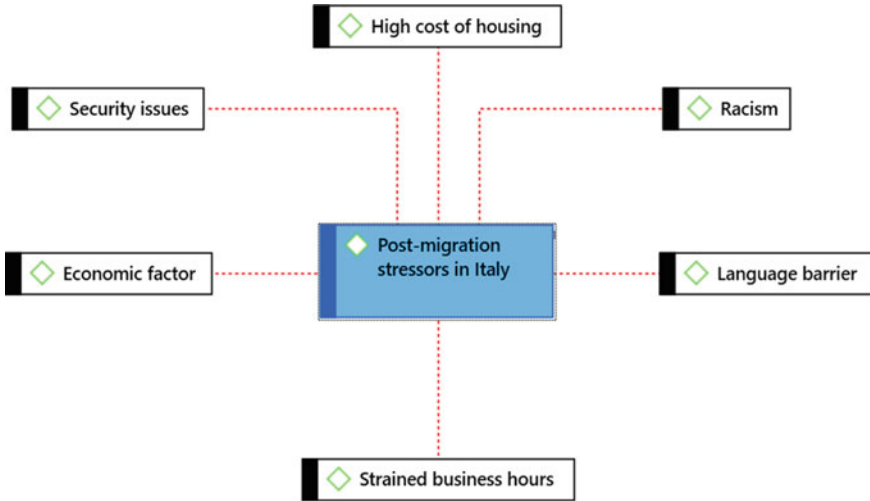 High cost of housing
Security issues
Racism
Post-migration
stressors in Italy
Economic factor
Language barrier
Strained business hours